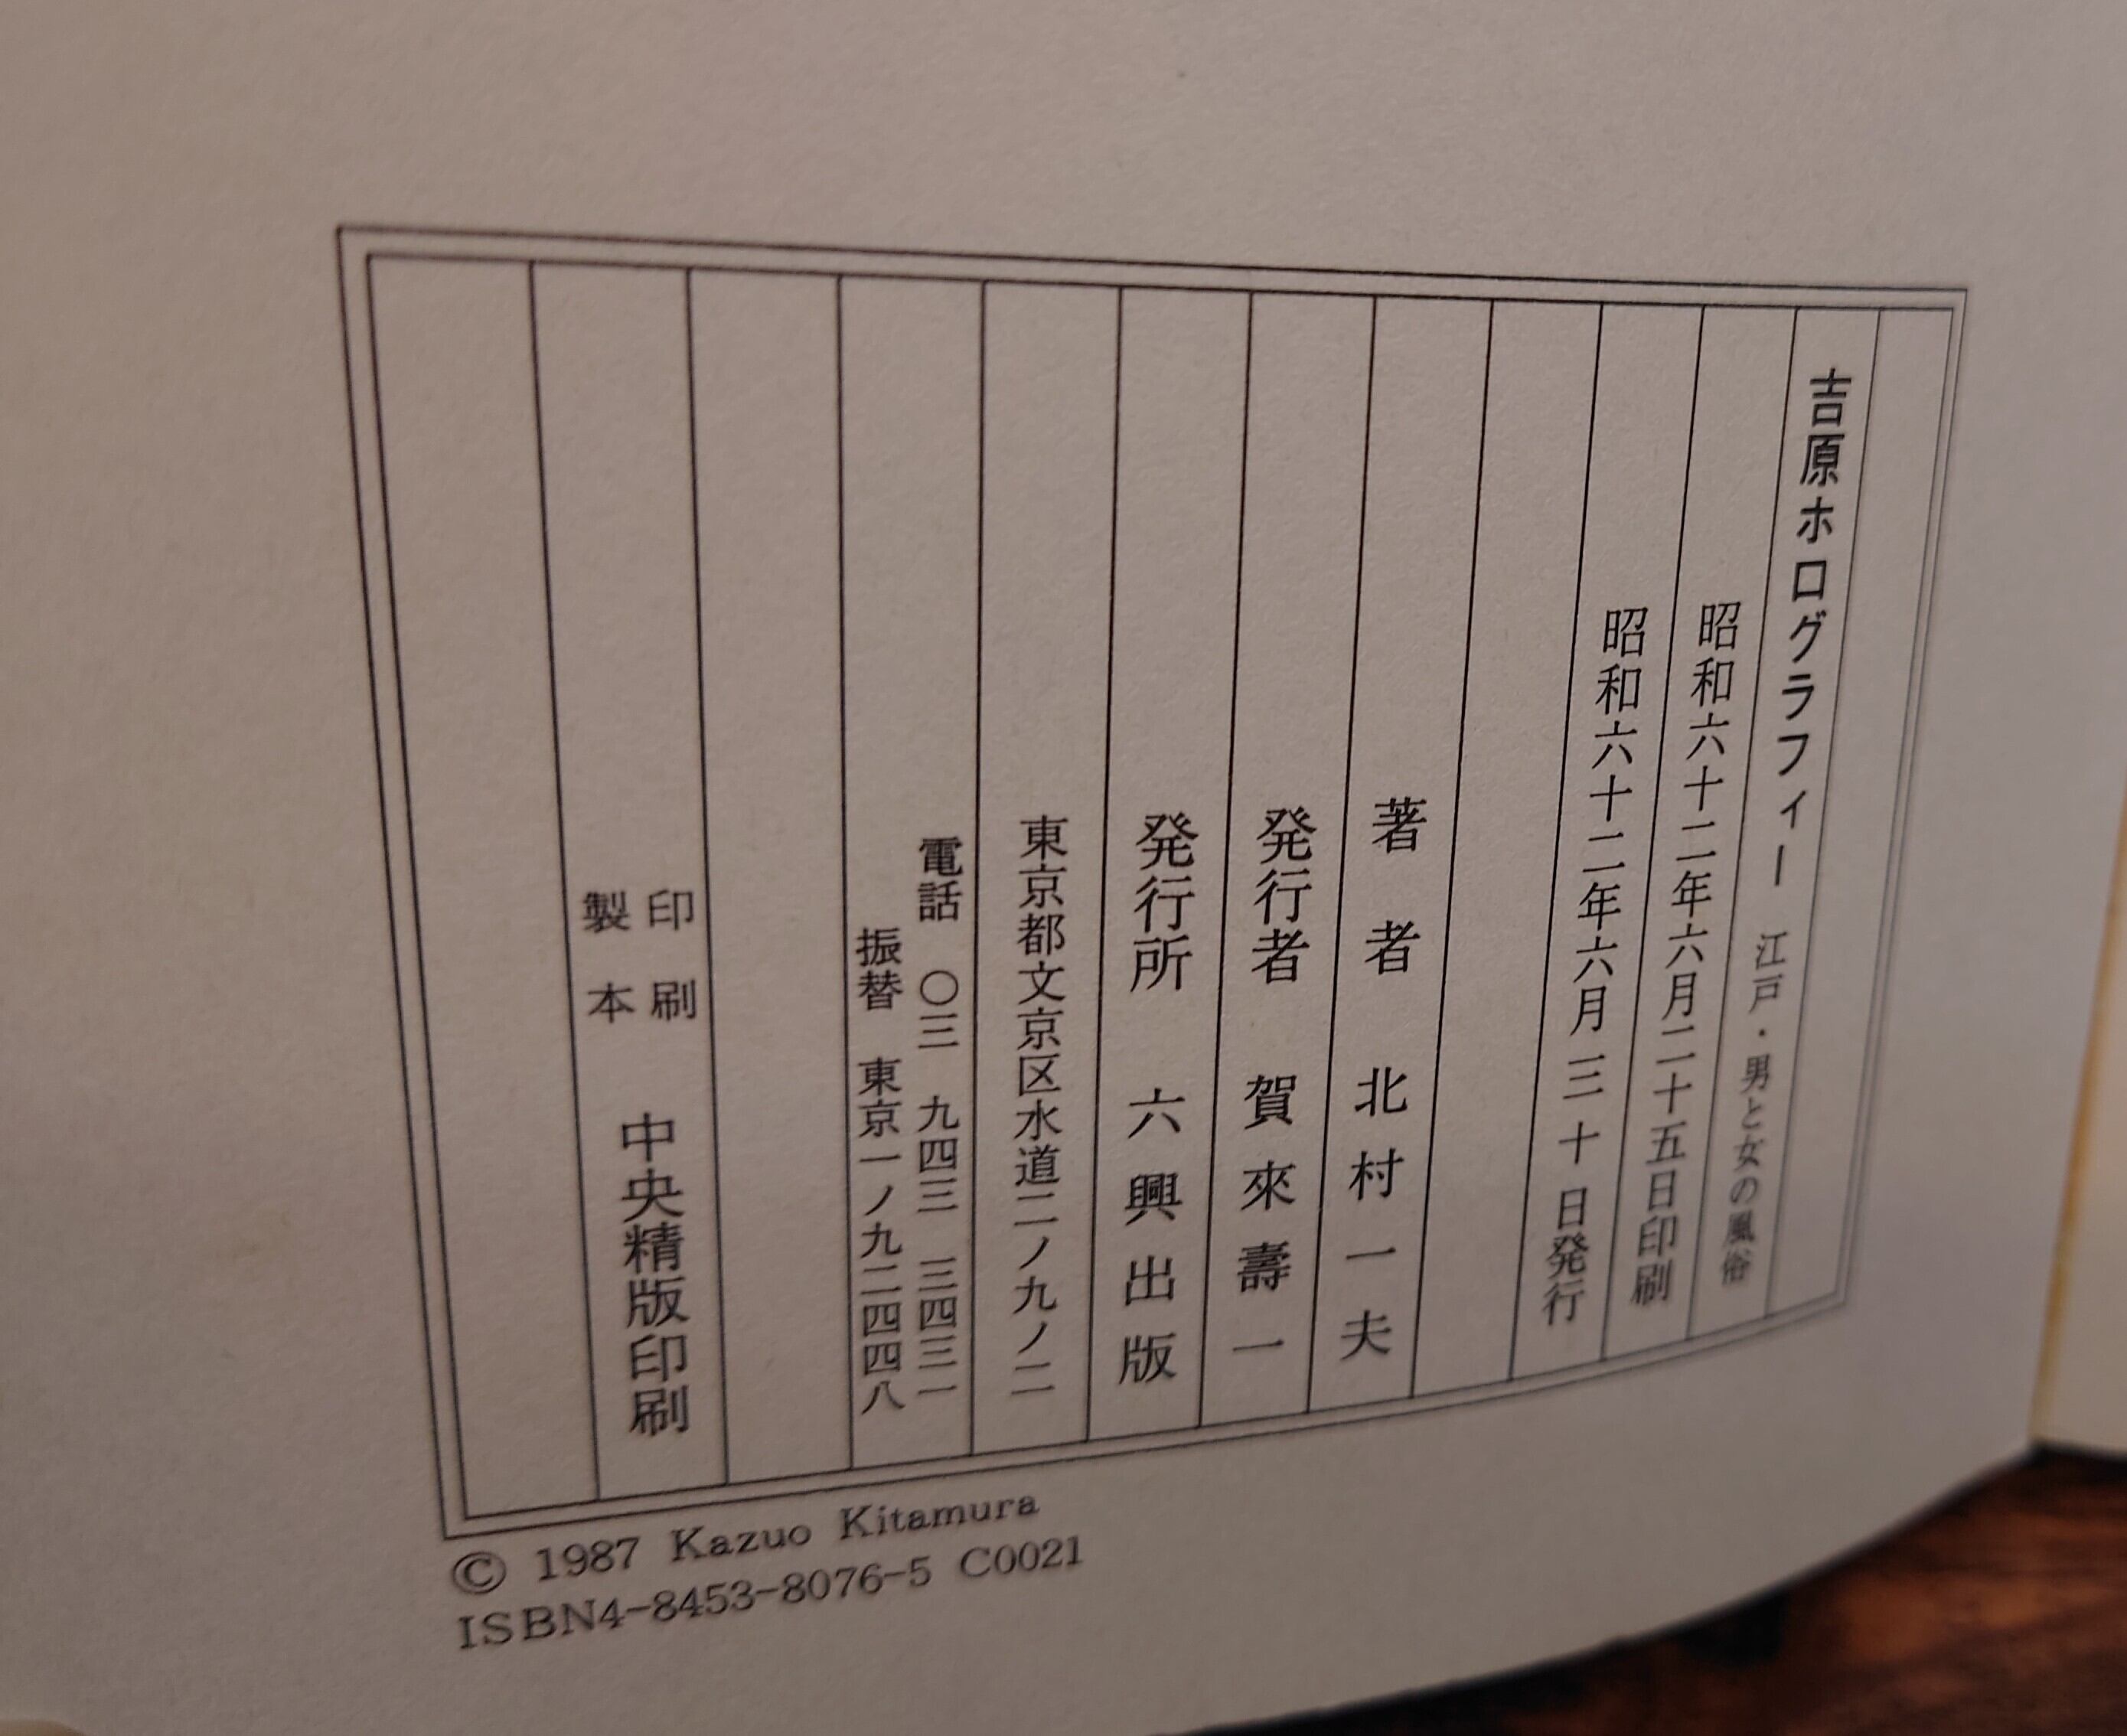 吉原ホログラフィー 江戸・男と女の風俗
昭和六十二年六月二十五日印刷
昭和六十二年六月三十日発行
著者 北村一夫
発行者 賀來壽一
発行所 六興出版
東京都文京区水道二ノ九ノ二
電話 〇三 九四三 三四三一
振替 東京一ノ九二四四八
印刷
製本 中央精版印刷
© 1987 Kazuo Kitamura
ISBN4-8453-8076-5 C0021